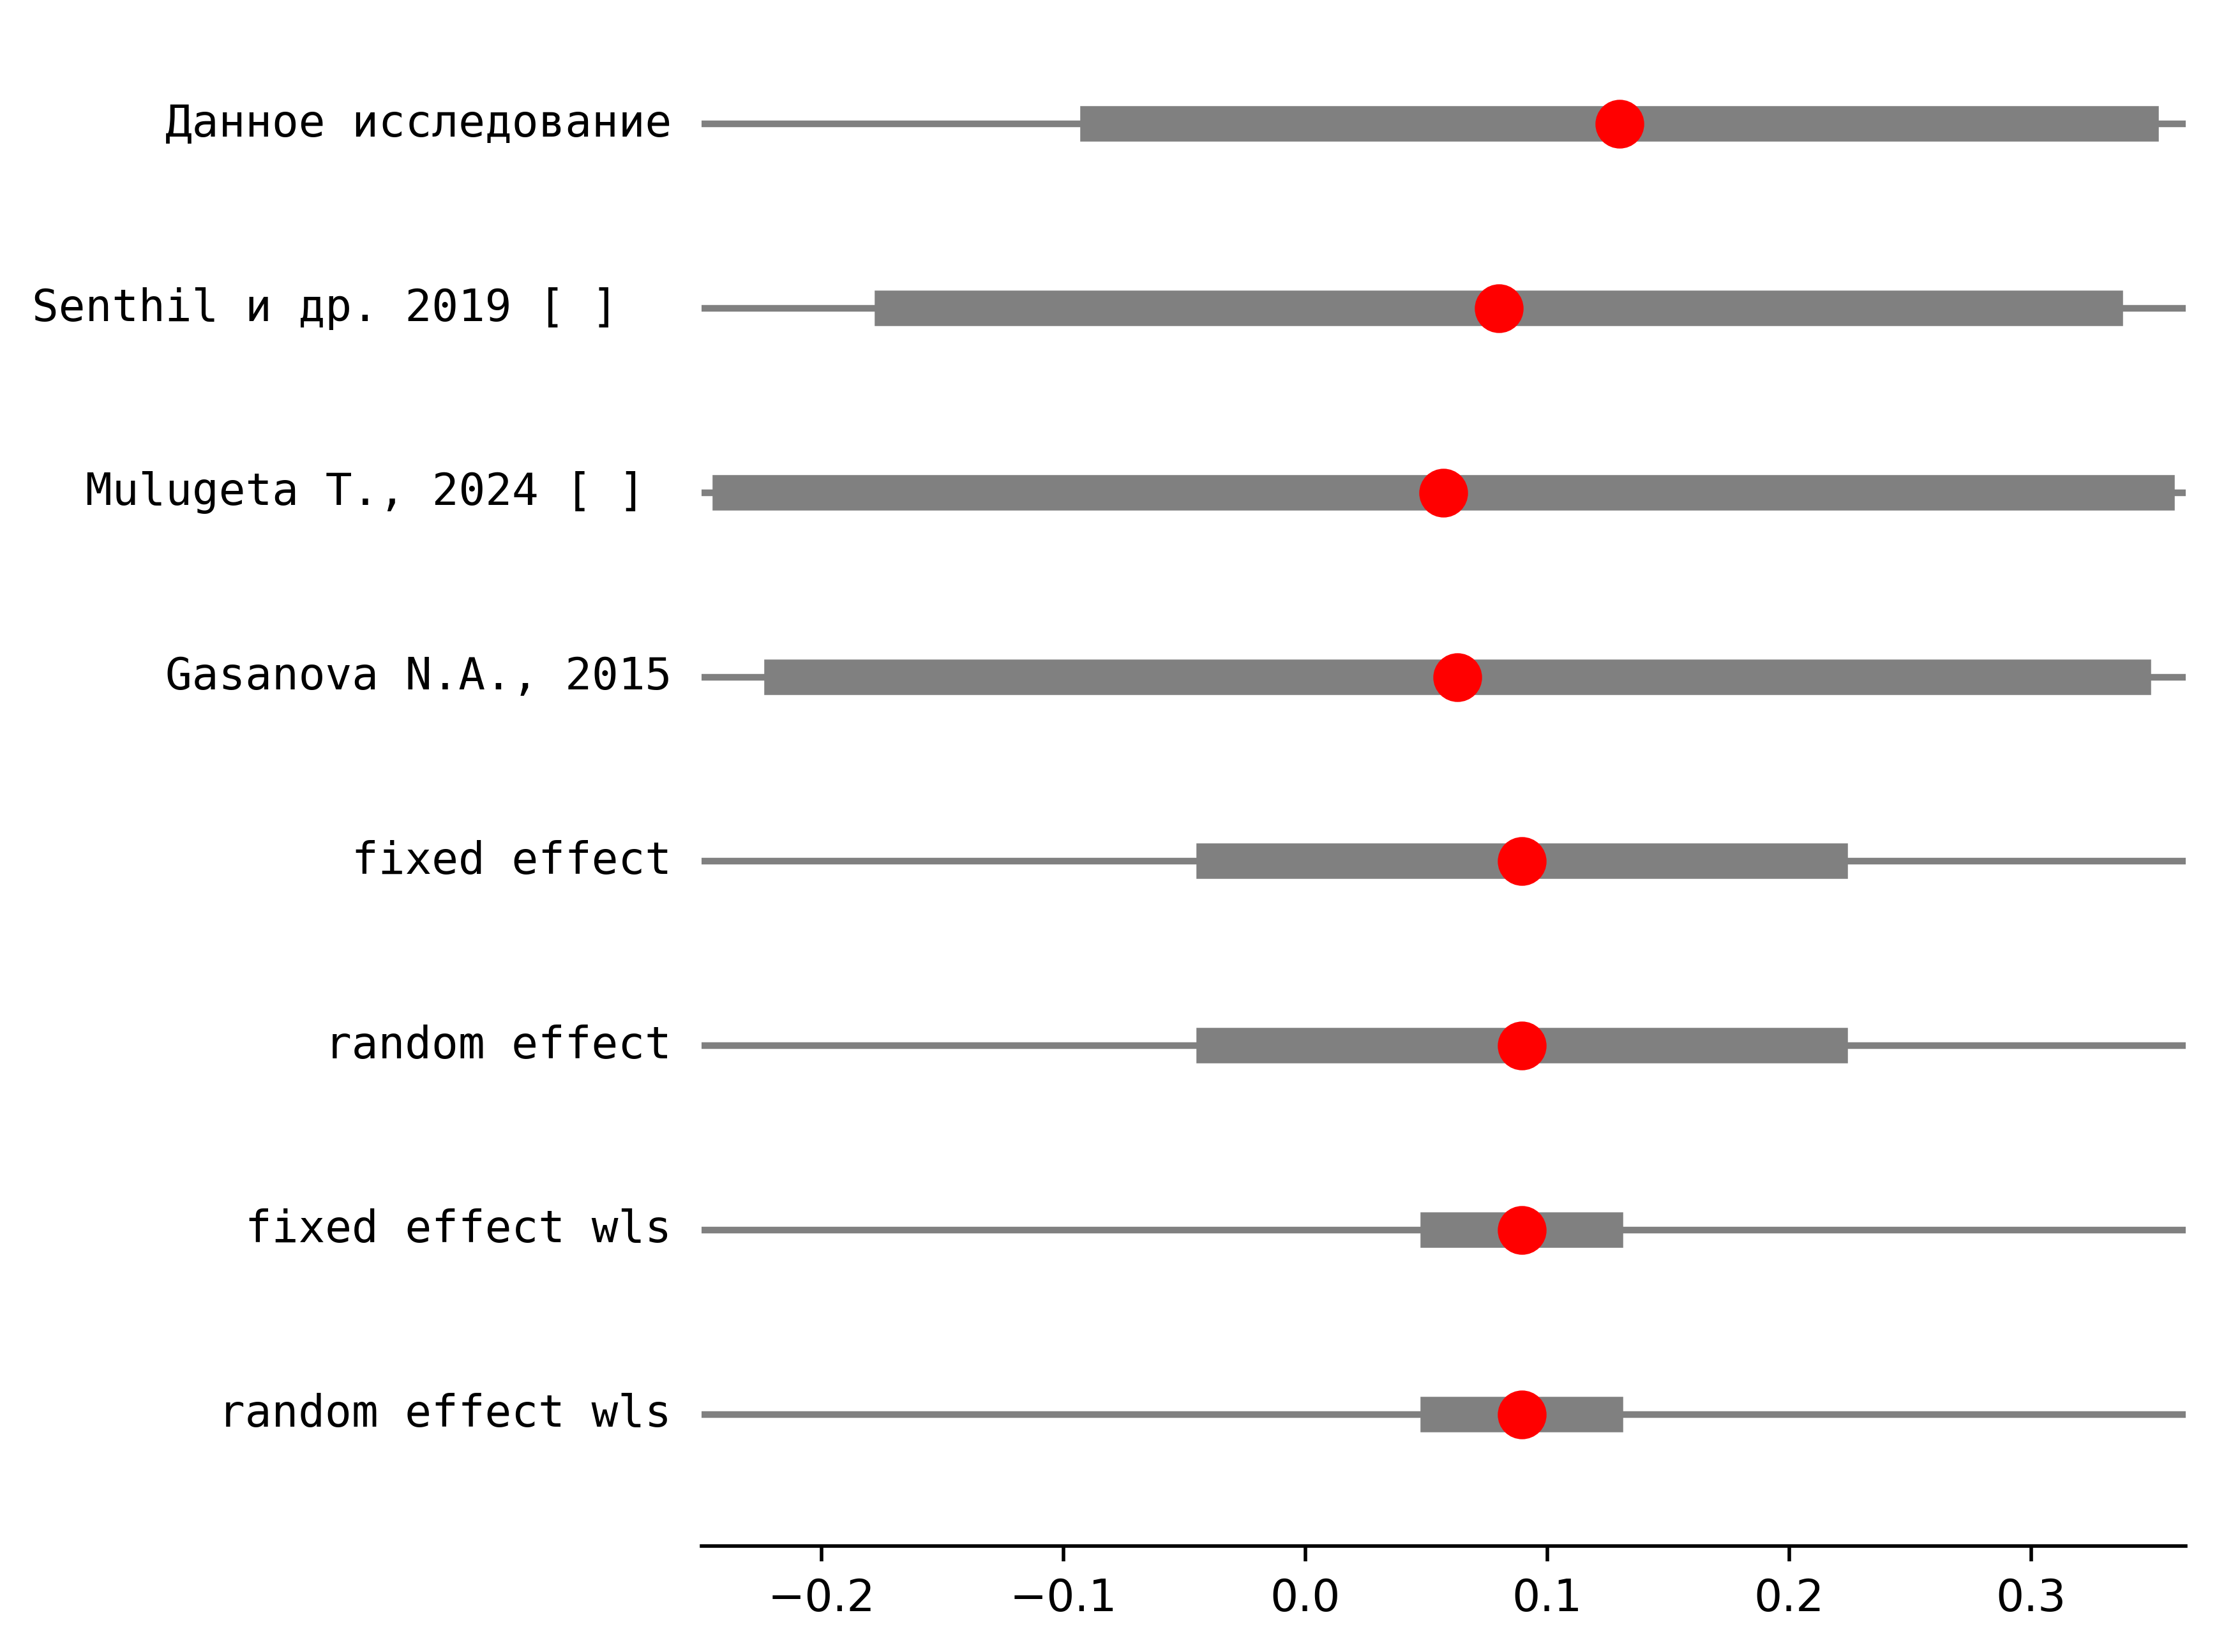 Данное исследование
Senthil и др. 2019 [ ]
Mulugeta T., 2024 [ ]
Gasanova N.A., 2015
fixed effect
random effect
fixed effect wls
random effect wls
−0.2 −0.1 0.0 0.1 0.2 0.3